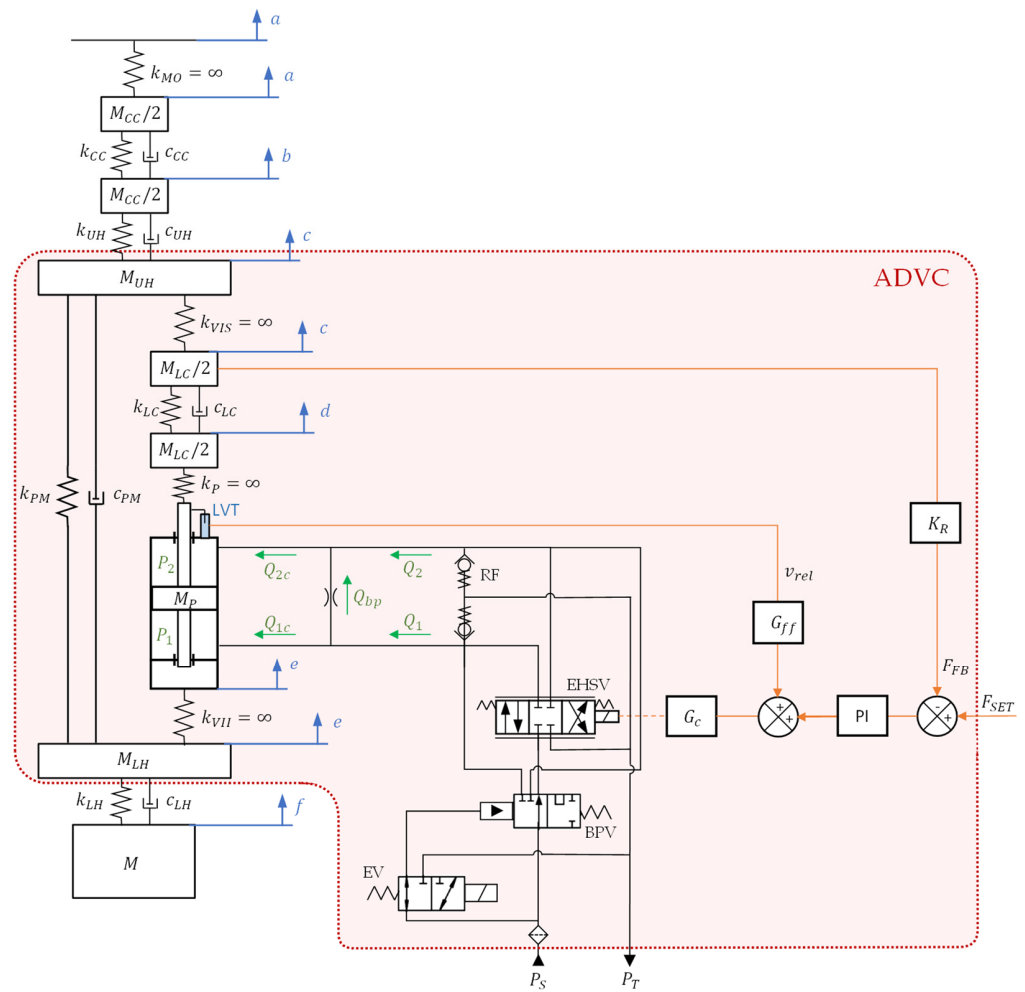 a
k_MO = ∞
a
M_CC/2
k_CC
c_CC
b
M_CC/2
k_UH
c_UH
c
ADVC
M_UH
k_VIS = ∞
c
M_LC/2
k_LC
c_LC
d
M_LC/2
k_P = ∞
k_PM
c_PM
LVT
K_R
P_2
Q_2c
Q_2
RF
v_rel
M_P
Q_bp
P_1
Q_1c
Q_1
G_ff
e
EHSV
F_FB
k_VII = ∞
G_c
+
+
PI
-
+
F_SET
e
M_LH
k_LH
c_LH
f
BPV
M
EV
P_S
P_T